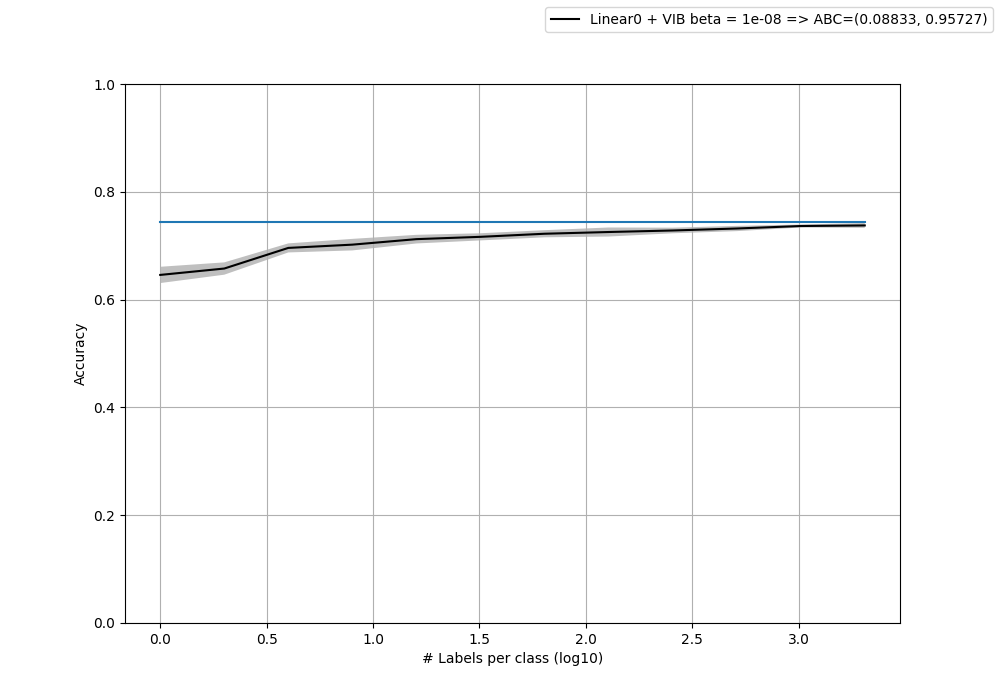 Linear0 + VIB beta = 1e-08 => ABC=(0.08833, 0.95727)
1.0
0.8
0.6
0.4
0.2
0.0
Accuracy
0.0 0.5 1.0 1.5 2.0 2.5 3.0
# Labels per class (log10)